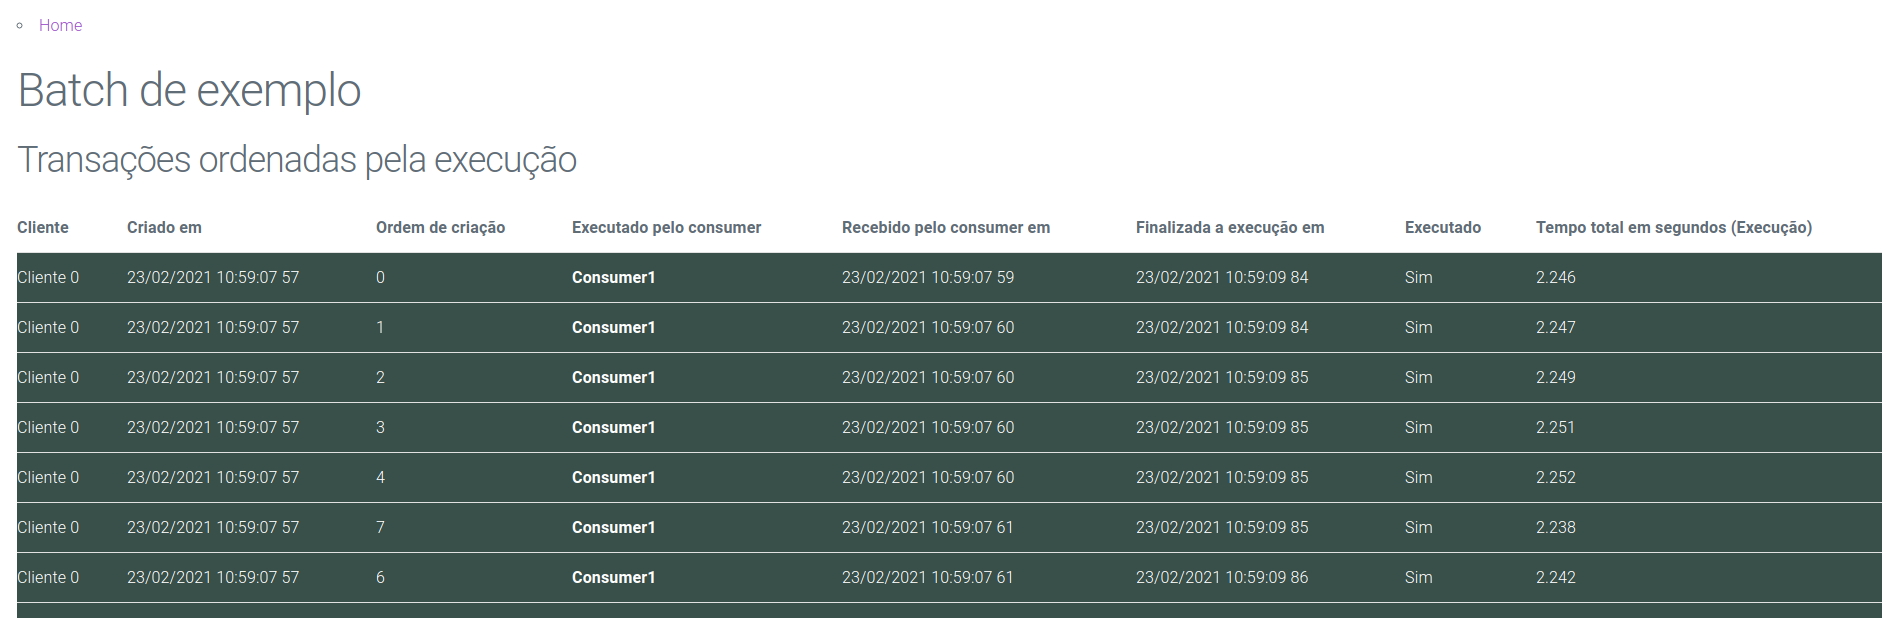 Home
Batch de exemplo
Transações ordenadas pela execução
Cliente Criado em Ordem de criação Executado pelo consumer Recebido pelo consumer em Finalizada a execução em Executado Tempo total em segundos (Execução)
Cliente 0 23/02/2021 10:59:07 57 0 Consumer1 23/02/2021 10:59:07 59 23/02/2021 10:59:09 84 Sim 2.246
Cliente 0 23/02/2021 10:59:07 57 1 Consumer1 23/02/2021 10:59:07 60 23/02/2021 10:59:09 84 Sim 2.247
Cliente 0 23/02/2021 10:59:07 57 2 Consumer1 23/02/2021 10:59:07 60 23/02/2021 10:59:09 85 Sim 2.249
Cliente 0 23/02/2021 10:59:07 57 3 Consumer1 23/02/2021 10:59:07 60 23/02/2021 10:59:09 85 Sim 2.251
Cliente 0 23/02/2021 10:59:07 57 4 Consumer1 23/02/2021 10:59:07 60 23/02/2021 10:59:09 85 Sim 2.252
Cliente 0 23/02/2021 10:59:07 57 7 Consumer1 23/02/2021 10:59:07 61 23/02/2021 10:59:09 85 Sim 2.238
Cliente 0 23/02/2021 10:59:07 57 6 Consumer1 23/02/2021 10:59:07 61 23/02/2021 10:59:09 86 Sim 2.242